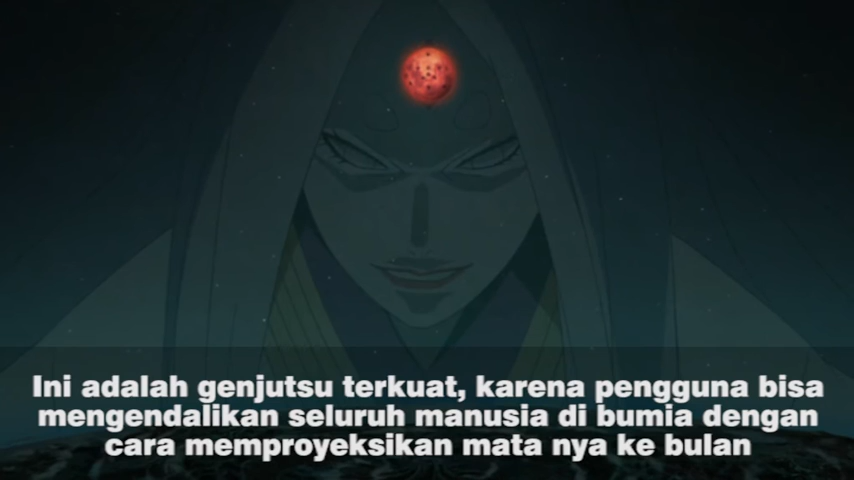 Ini adalah genjutsu terkuat, karena pengguna bisa
mengendalikan seluruh manusia di bumia dengan
cara memproyeksikan mata nya ke bulan